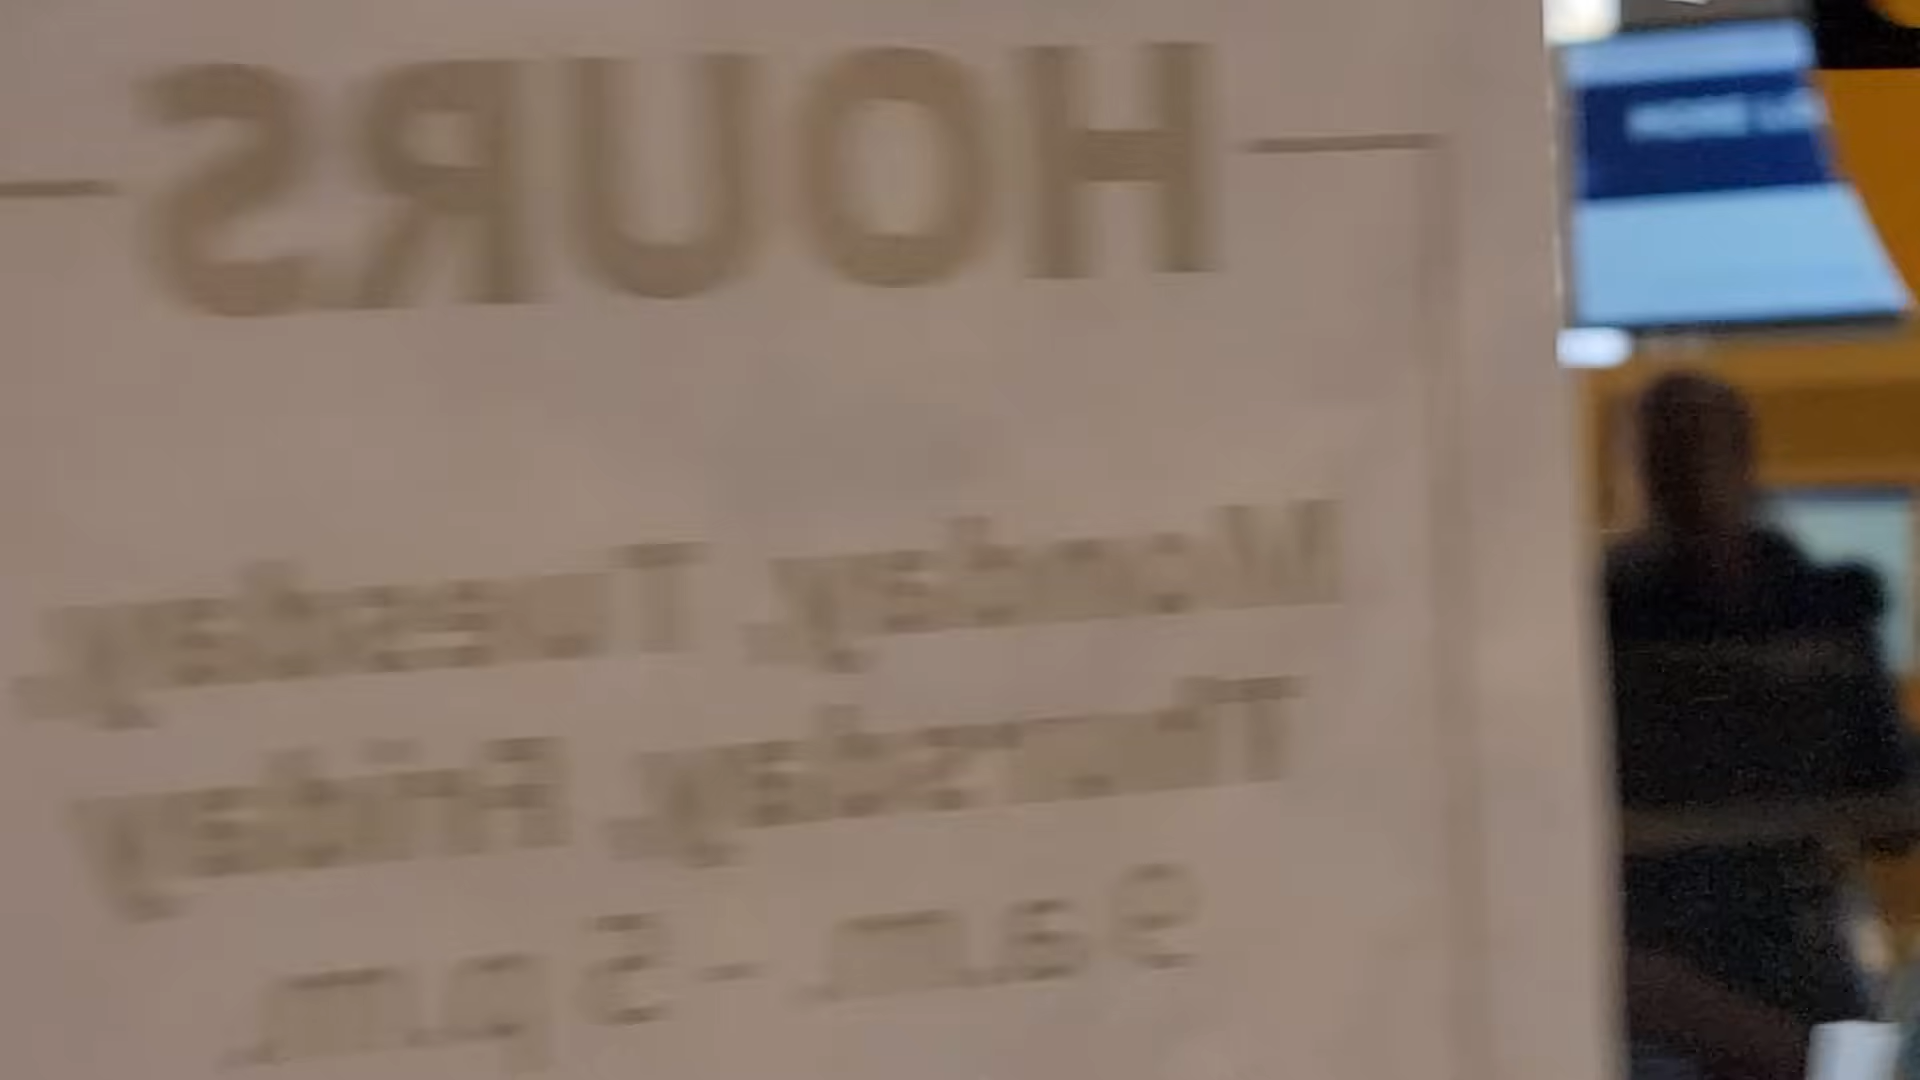 HOURS
Monday, Tuesday,
Thursday, Friday
9 a.m. - 5 p.m.